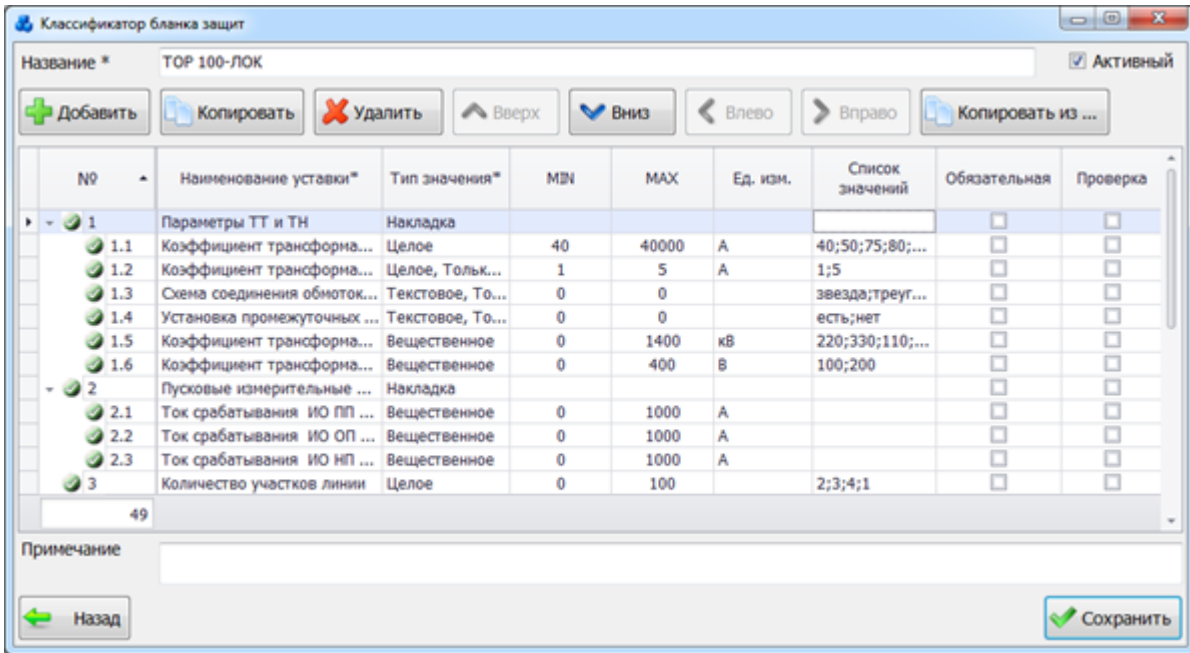 Классификатор бланка защит
Название * ТОР 100-ЛОК Активный
Добавить Копировать Удалить Вверх Вниз Влево Вправо Копировать из ...
№ Наименование уставки* Тип значения* MIN MAX Ед. изм. Список значений Обязательная Проверка
1 Параметры ТТ и ТН Накладка
1.1 Коэффициент трансформа... Целое 40 40000 А 40;50;75;80;...
1.2 Коэффициент трансформа... Целое, Тольк... 1 5 А 1;5
1.3 Схема соединения обмоток... Текстовое, То... 0 0 звезда;треуг...
1.4 Установка промежуточных ... Текстовое, То... 0 0 есть;нет
1.5 Коэффициент трансформа... Вещественное 0 1400 кВ 220;330;110;...
1.6 Коэффициент трансформа... Вещественное 0 400 В 100;200
2 Пусковые измерительные ... Накладка
2.1 Ток срабатывания ИО ПП ... Вещественное 0 1000 А
2.2 Ток срабатывания ИО ОП ... Вещественное 0 1000 А
2.3 Ток срабатывания ИО НП ... Вещественное 0 1000 А
3 Количество участков линии Целое 0 100 2;3;4;1
49
Примечание
Назад Сохранить